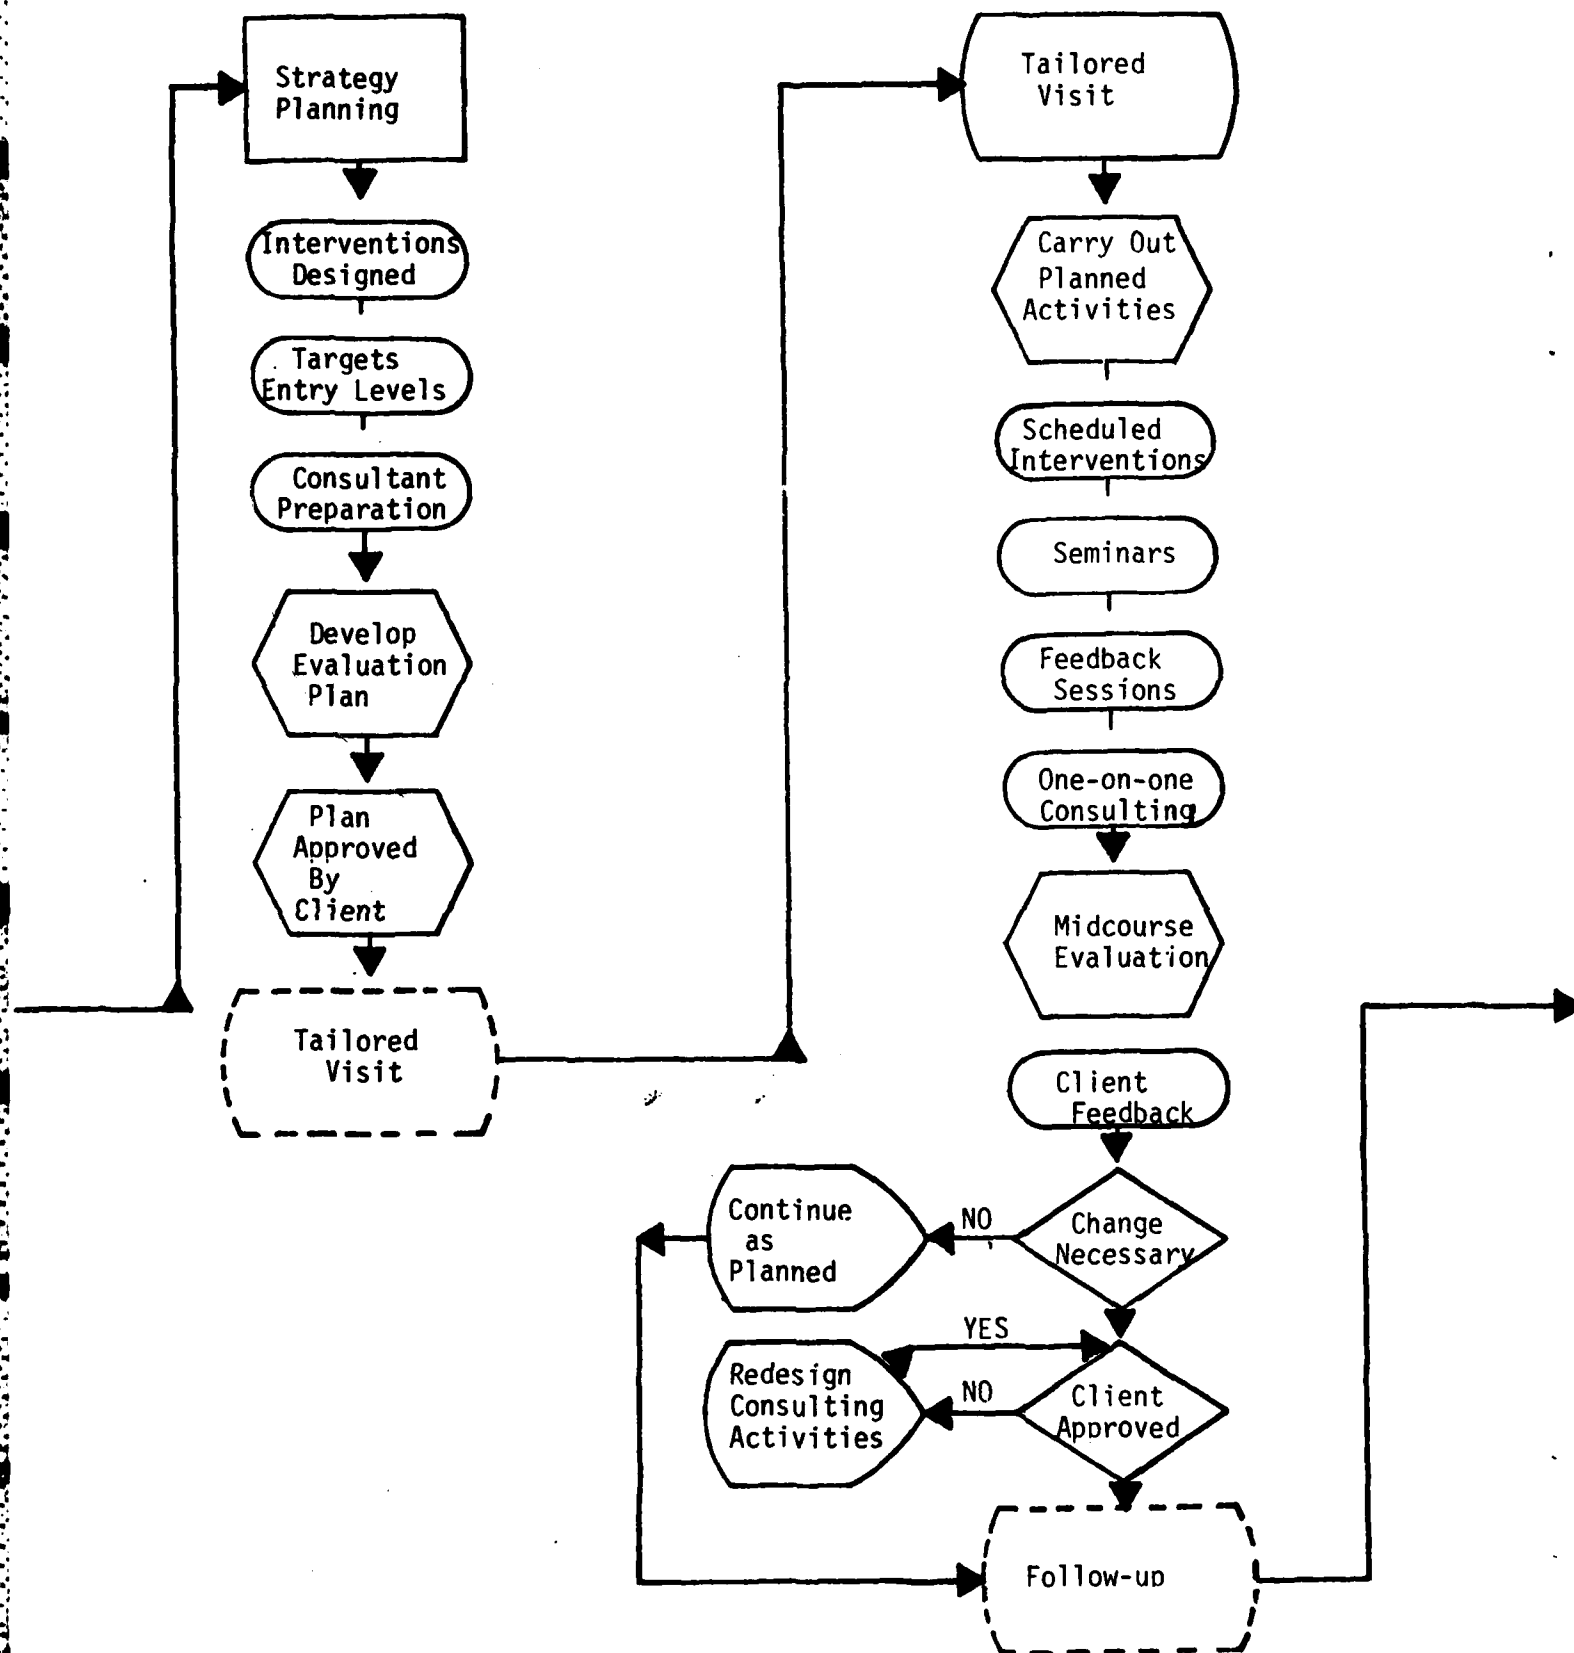 Strategy
Planning
Interventions
Designed
Targets
Entry Levels
Consultant
Preparation
Develop
Evaluation
Plan
Plan
Approved
By
Client
Tailored
Visit
Tailored
Visit
Carry Out
Planned
Activities
Scheduled
Interventions
Seminars
Feedback
Sessions
One-on-one
Consulting
Midcourse
Evaluation
Client
Feedback
Change
Necessary
NO
Continue
as
Planned
YES
Redesign
Consulting
Activities
NO
Client
Approved
Follow-up